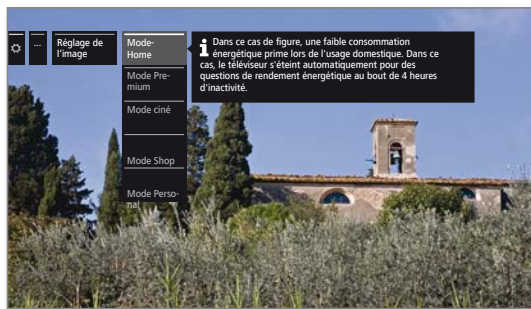 ...
Réglage de
l'image
Mode-
Home
Mode Pre-
mium
Mode ciné
Mode Shop
Mode Perso-
nal
i Dans ce cas de figure, une faible consommation
énergétique prime lors de l'usage domestique. Dans ce
cas, le téléviseur s'éteint automatiquement pour des
questions de rendement énergétique au bout de 4 heures
d'inactivité.